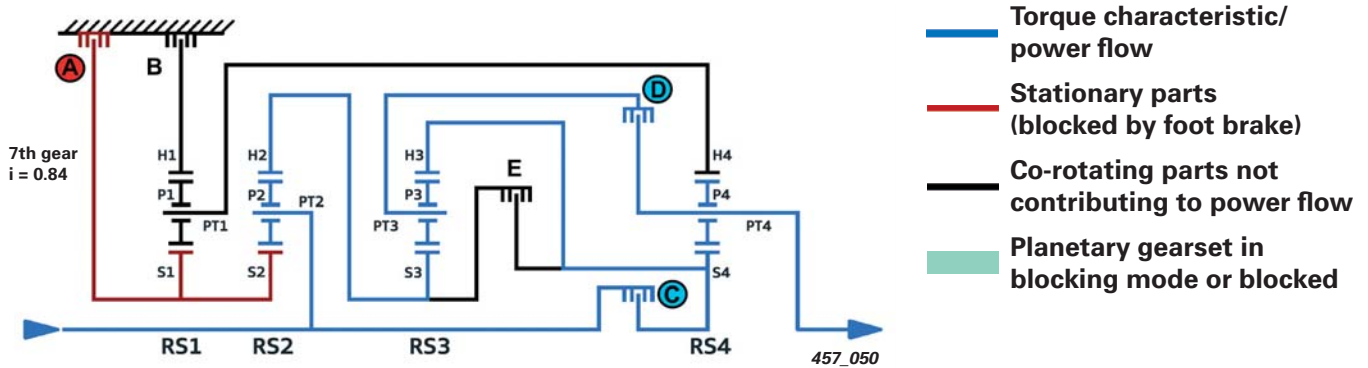 A
B
D
7th gear
i = 0.84
H1
H2
H3
E
H4
P1
P2
PT2
P3
P4
PT1
PT3
PT4
S1
S2
S3
S4
C
RS1
RS2
RS3
RS4
457_050
Torque characteristic/
power flow
Stationary parts
(blocked by foot brake)
Co-rotating parts not
contributing to power flow
Planetary gearset in
blocking mode or blocked